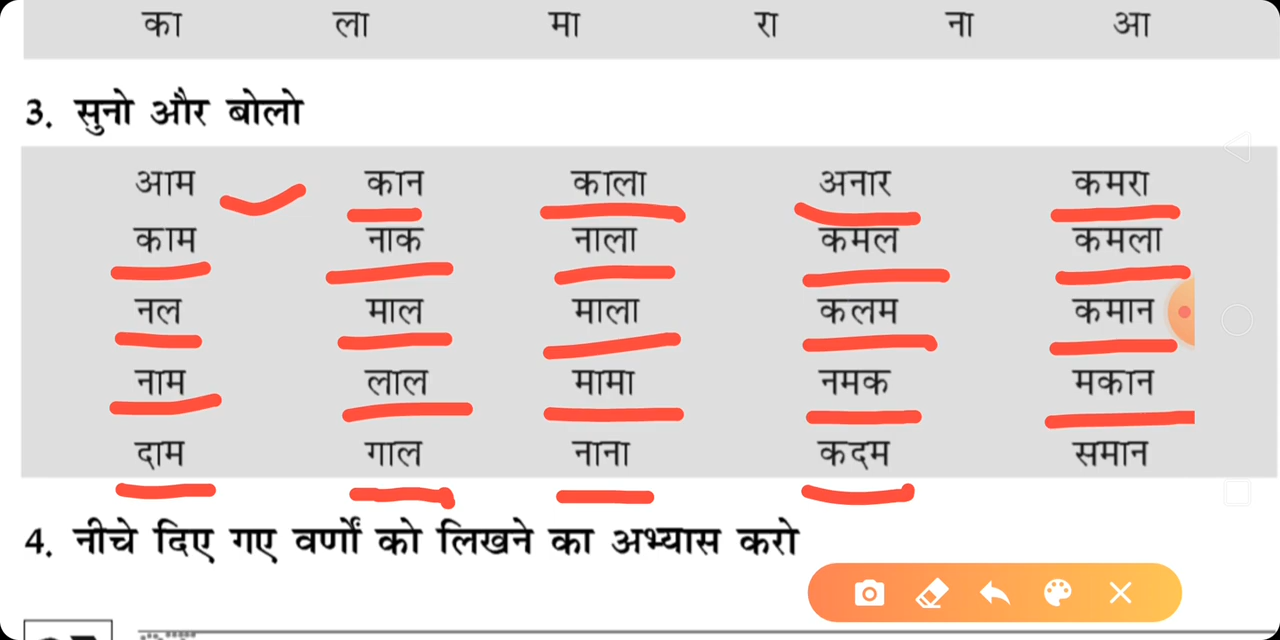 का ला मा रा ना आ
3. सुनो और बोलो
आम कान काला अनार कमरा
काम नाक नाला कमल कमला
नल माल माला कलम कमान
नाम लाल मामा नमक मकान
दाम गाल नाना कदम समान
4. नीचे दिए गए वर्णों को लिखने का अभ्यास करो